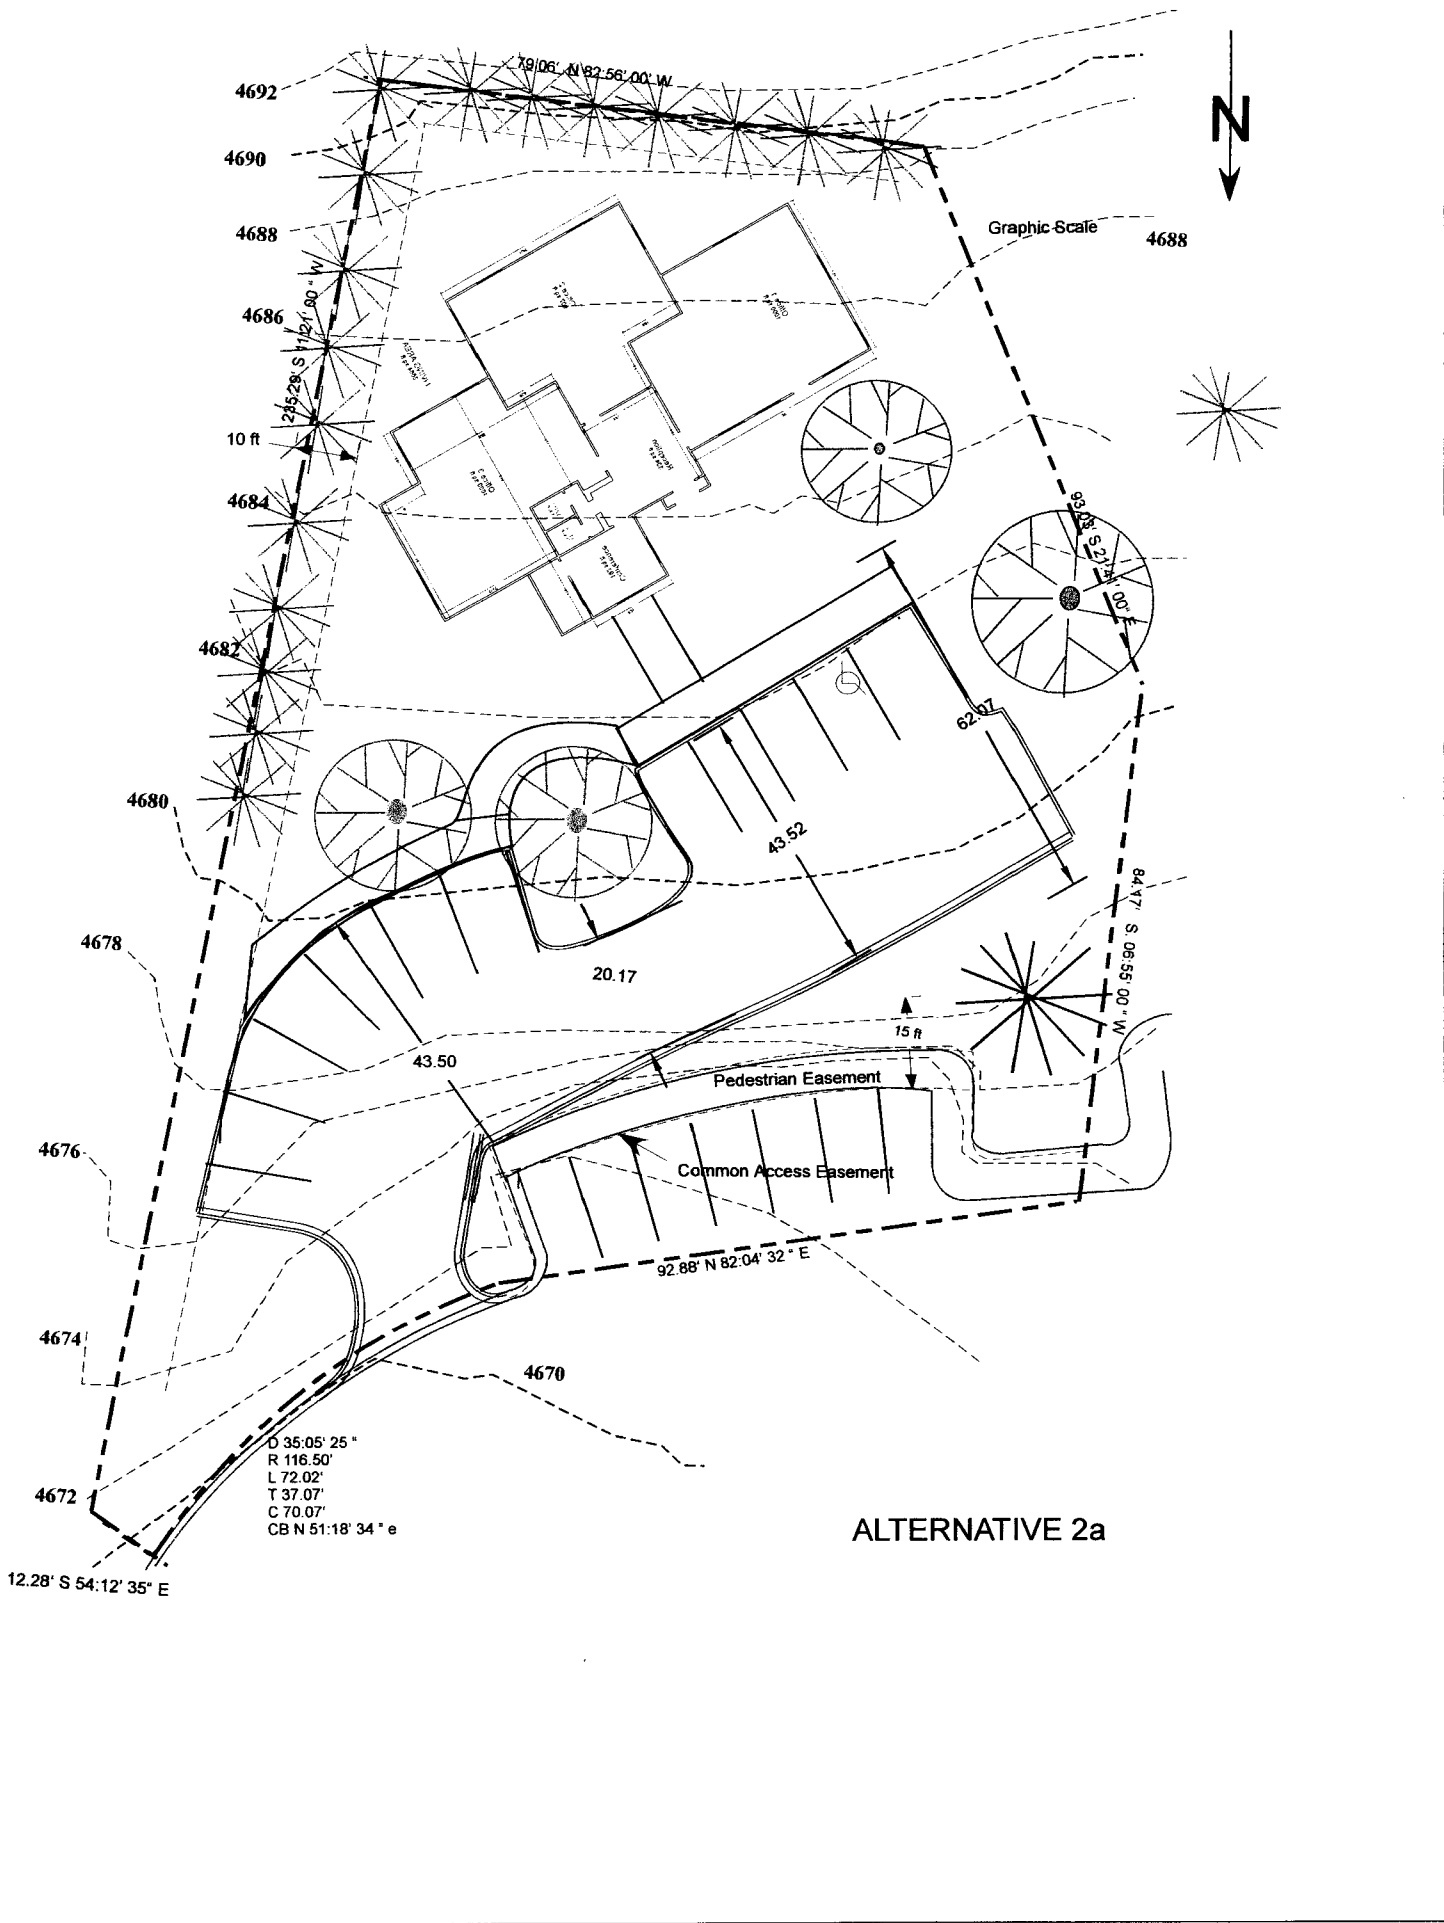 79.06' N 82:56' 00' W
4692
N
4690
4688
Graphic Scale
4688
4686
235.29' S 11:21' 00 " W
10 ft
4684
93.03' S 21:41' 00" E
4682
62.07
4680
43.52
84.17' S. 06:55' 00 " W
4678
20.17
15 ft
43.50
Pedestrian Easement
4676
Common Access Easement
92.88' N 82:04' 32 " E
4674
4670
D 35:05' 25 "
R 116.50'
L 72.02'
T 37.07'
C 70.07'
CB N 51:18' 34 " e
4672
ALTERNATIVE 2a
12.28' S 54:12' 35" E